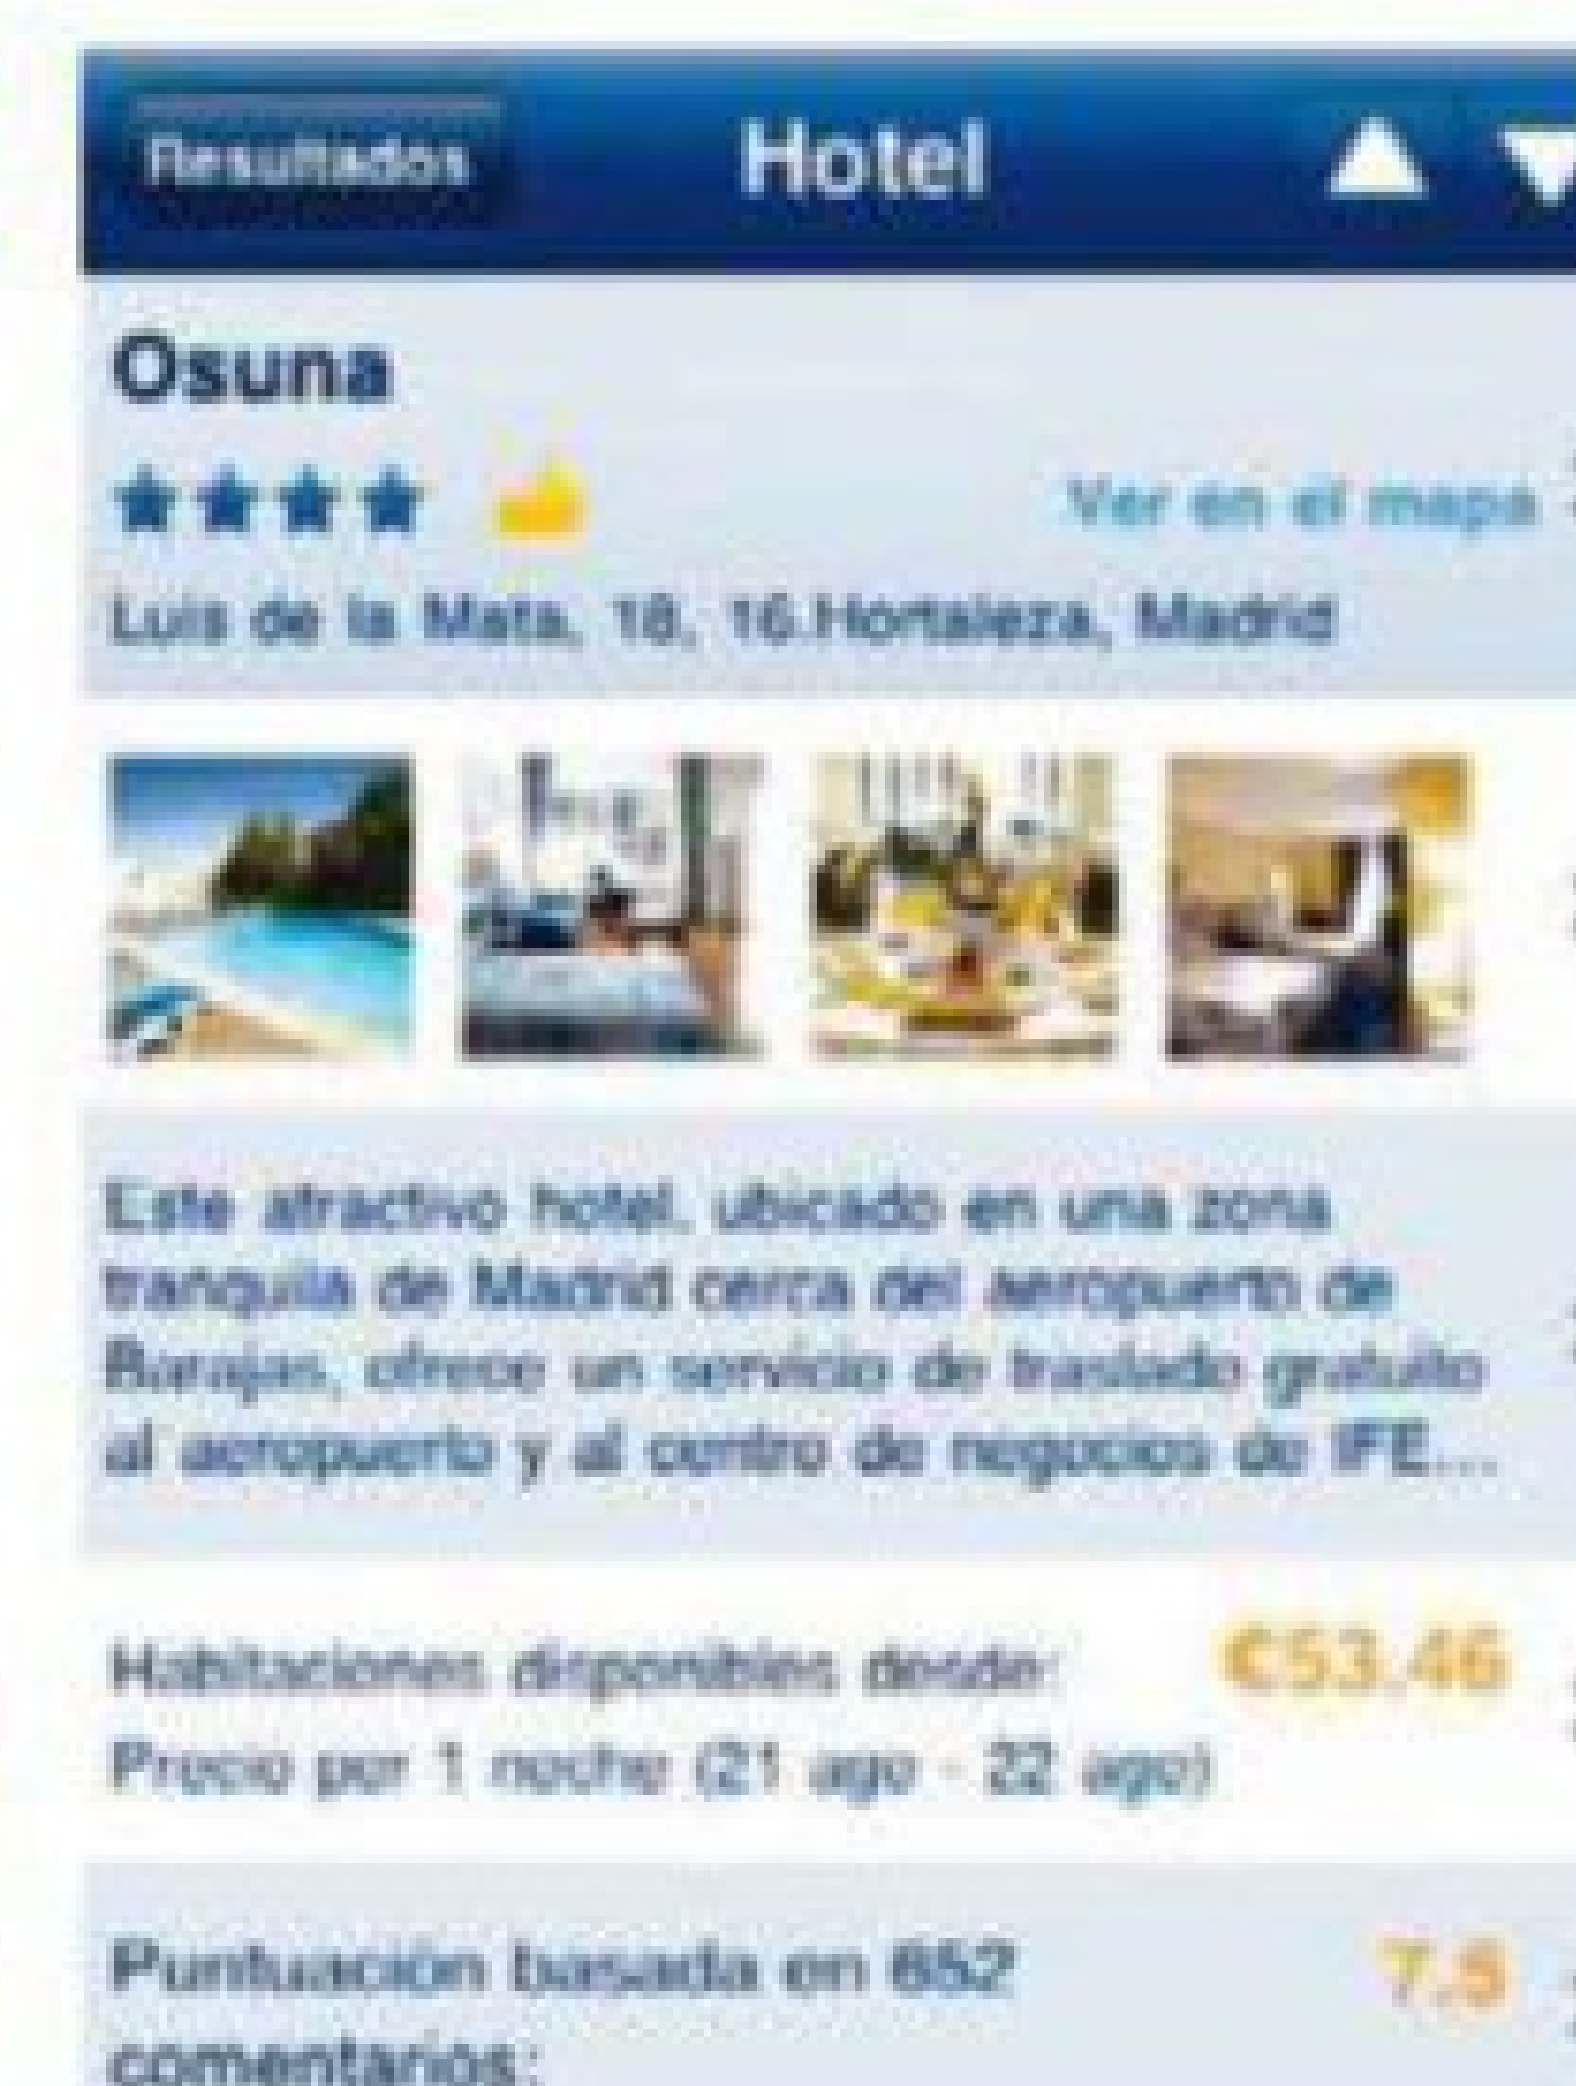 Resultados
Hotel
Osuna
Ver en el mapa
Luis de la Mata, 18, 16.Hortaleza, Madrid
Este atractivo hotel, ubicado en una zona
tranquila de Madrid cerca del aeropuerto de
Barajas, ofrece un servicio de traslado gratuito
al aeropuerto y al centro de negocios de IFE...
Habitaciones disponibles desde: €53.46
Precio por 1 noche (21 ago - 22 ago)
Puntuación basada en 652 7.5
comentarios: